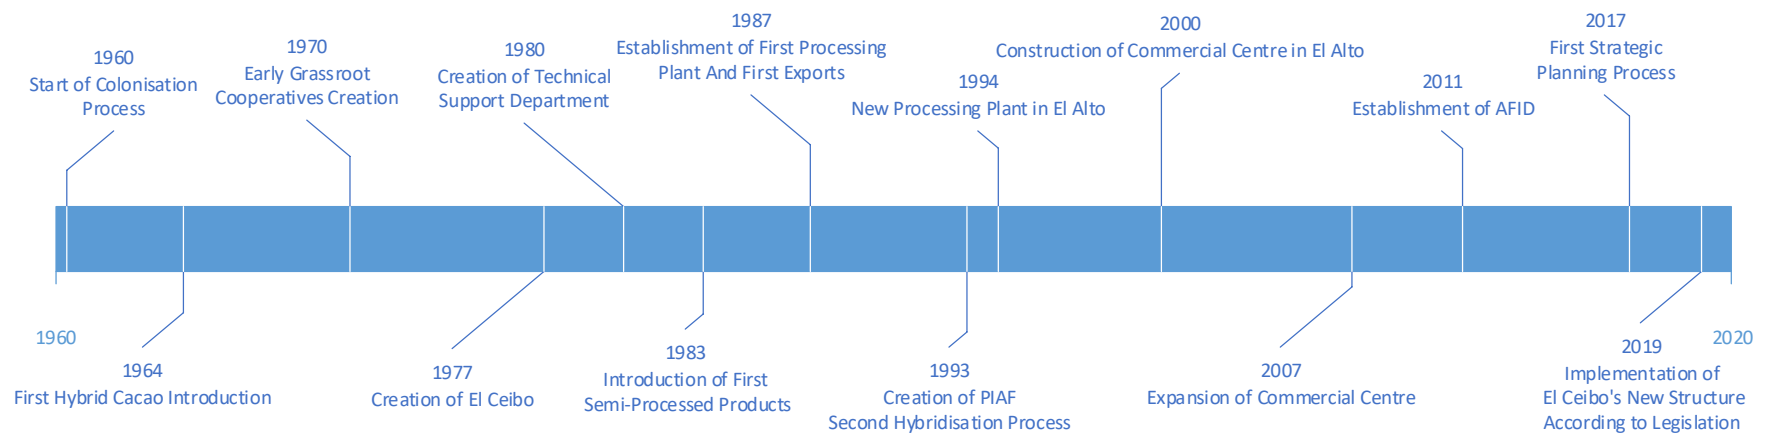 1960
Start of Colonisation
Process
1970
Early Grassroot
Cooperatives Creation
1980
Creation of Technical
Support Department
1987
Establishment of First Processing
Plant And First Exports
1994
New Processing Plant in El Alto
2000
Construction of Commercial Centre in El Alto
2011
Establishment of AFID
2017
First Strategic
Planning Process
1960
2020
1964
First Hybrid Cacao Introduction
1977
Creation of El Ceibo
1983
Introduction of First
Semi-Processed Products
1993
Creation of PIAF
Second Hybridisation Process
2007
Expansion of Commercial Centre
2019
Implementation of
El Ceibo's New Structure
According to Legislation